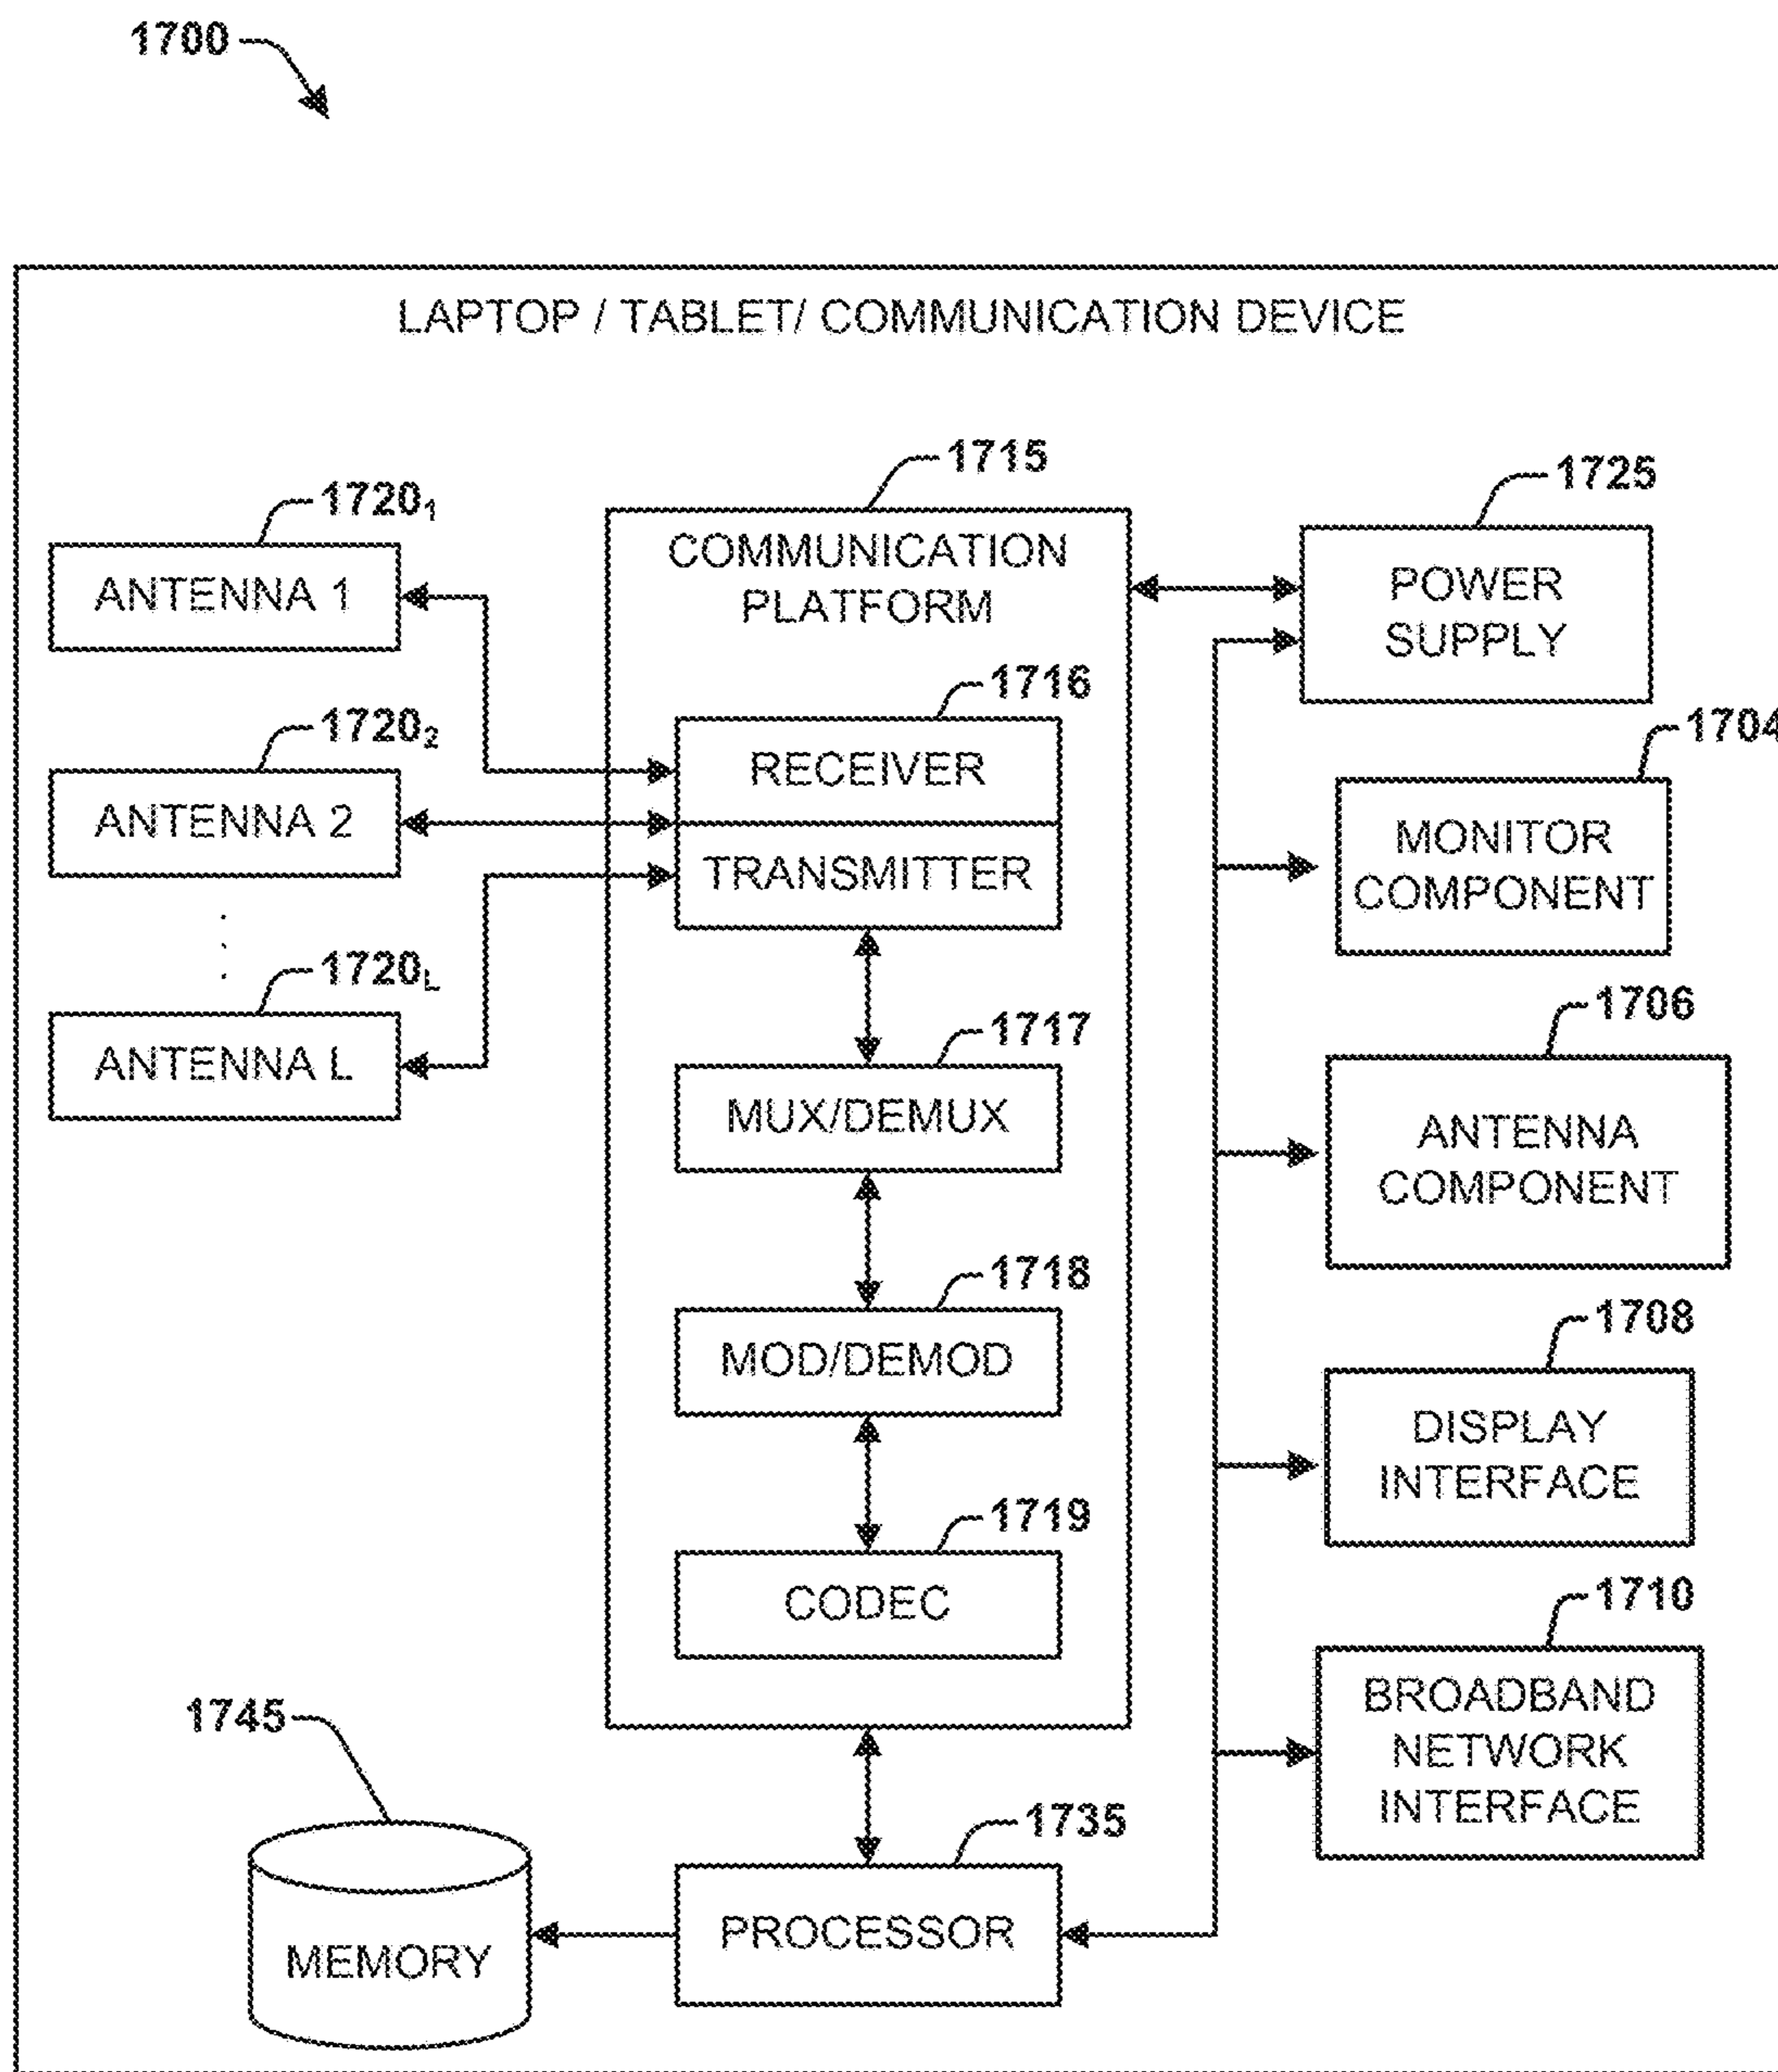 1700
LAPTOP / TABLET/ COMMUNICATION DEVICE
1715
1725
1720₁
COMMUNICATION
PLATFORM
ANTENNA 1
POWER
SUPPLY
1716
1704
1720₂
RECEIVER
ANTENNA 2
TRANSMITTER
MONITOR
COMPONENT
1720L
1706
ANTENNA L
1717
MUX/DEMUX
ANTENNA
COMPONENT
1718
1708
MOD/DEMOD
DISPLAY
INTERFACE
1719
1710
CODEC
BROADBAND
NETWORK
INTERFACE
1745
1735
MEMORY
PROCESSOR